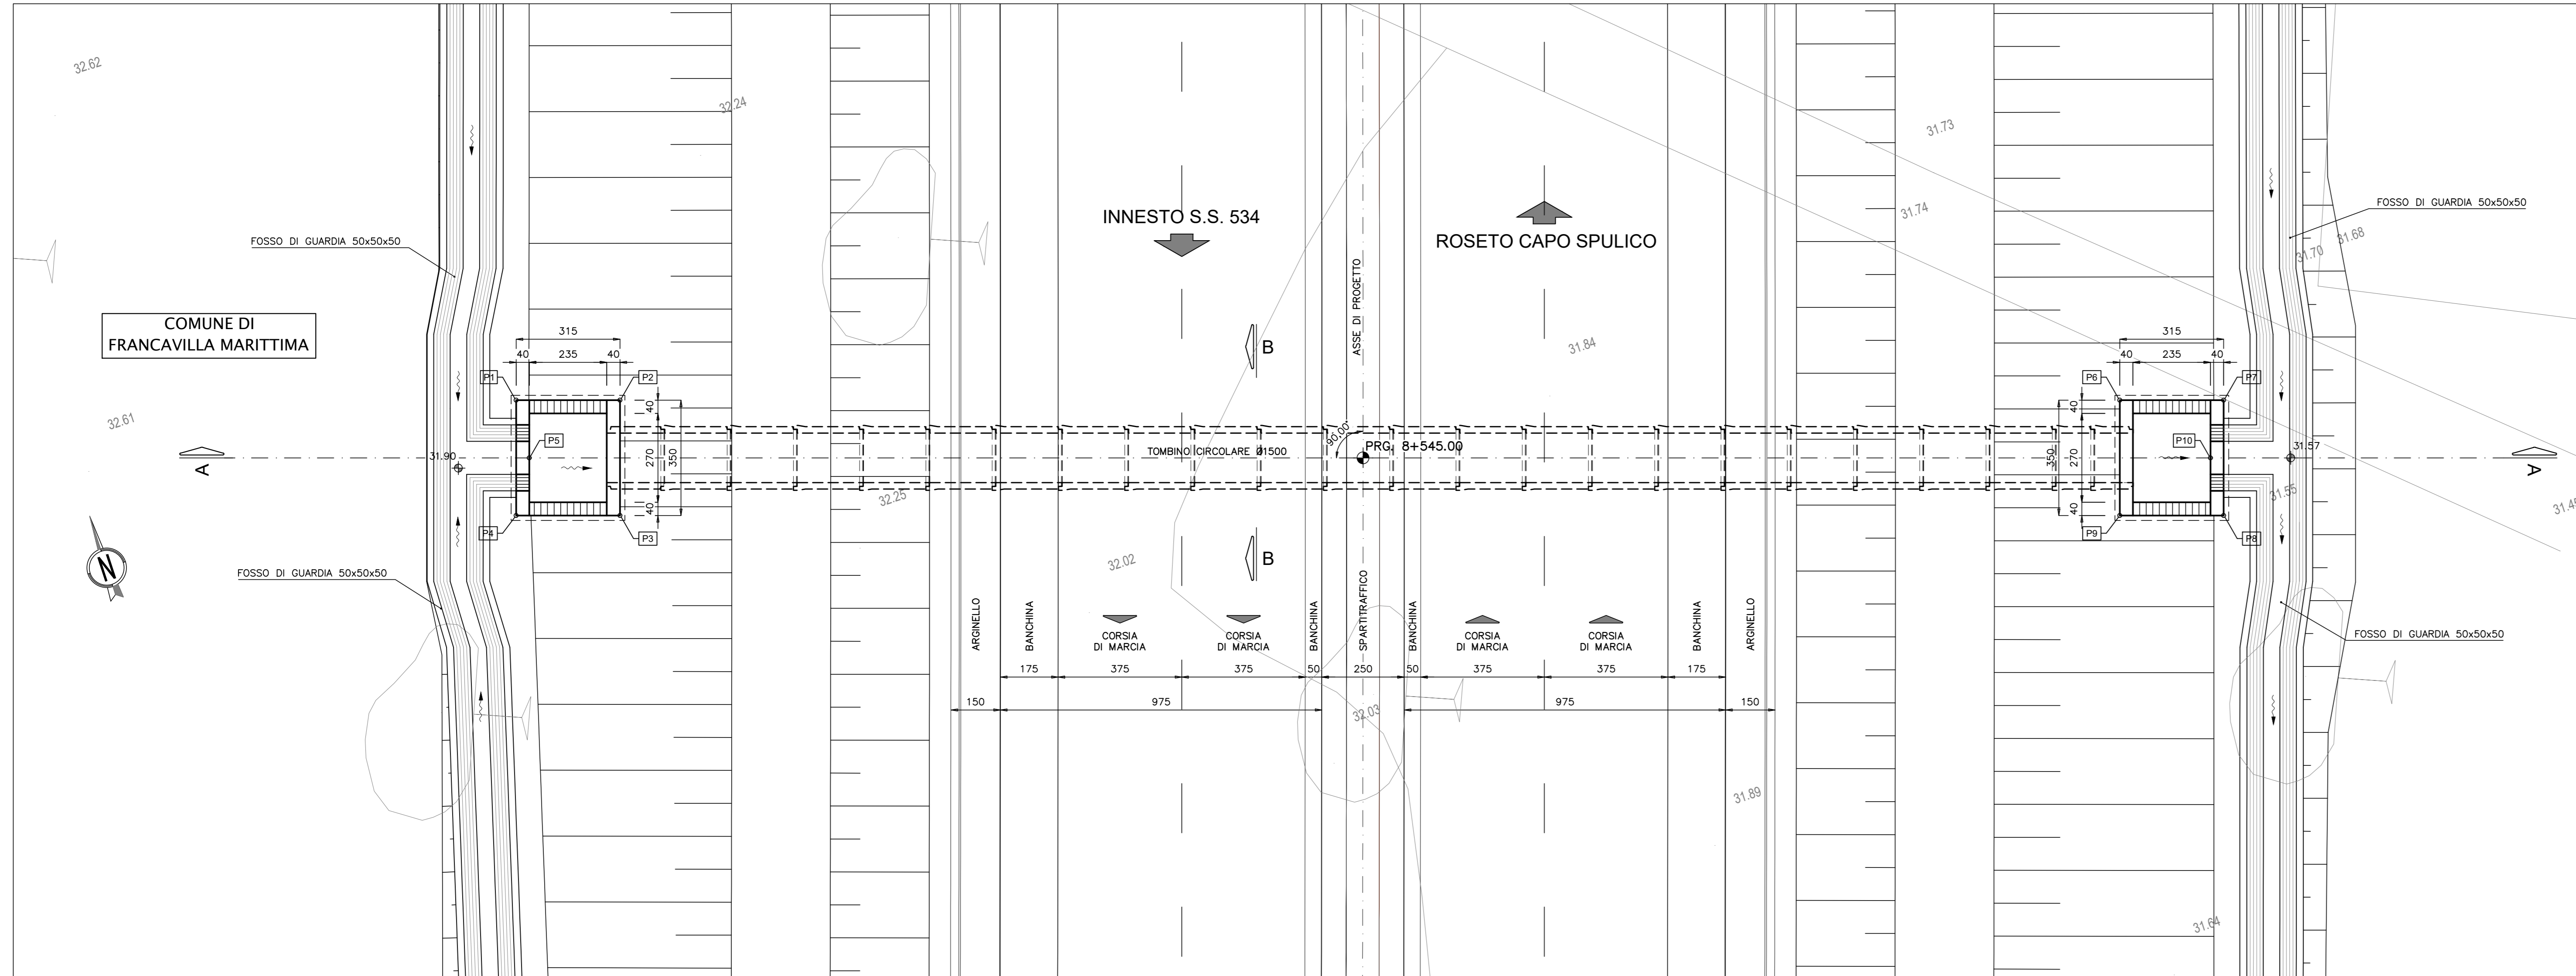 32.62
32.24
31.73
31.74
31.68
31.70
FOSSO DI GUARDIA 50x50x50
FOSSO DI GUARDIA 50x50x50
INNESTO S.S. 534
ROSETO CAPO SPULICO
ASSE DI PROGETTO
COMUNE DI
FRANCAVILLA MARITTIMA
315
40
235
40
P1
P2
40
270
350
40
P5
P4
P3
31.90
32.61
A
B
31.84
90.00
PRG. 8+545.00
TOMBINO CIRCOLARE Ø1500
315
40
235
40
P6
P7
40
350
270
40
P10
P9
P8
31.57
31.55
A
32.25
32.02
B
N
FOSSO DI GUARDIA 50x50x50
FOSSO DI GUARDIA 50x50x50
ARGINELLO
BANCHINA
CORSIA
DI MARCIA
CORSIA
DI MARCIA
BANCHINA
SPARTITRAFFICO
BANCHINA
CORSIA
DI MARCIA
CORSIA
DI MARCIA
BANCHINA
ARGINELLO
175
375
375
50
250
50
375
375
175
150
975
975
150
32.03
31.89
31.64